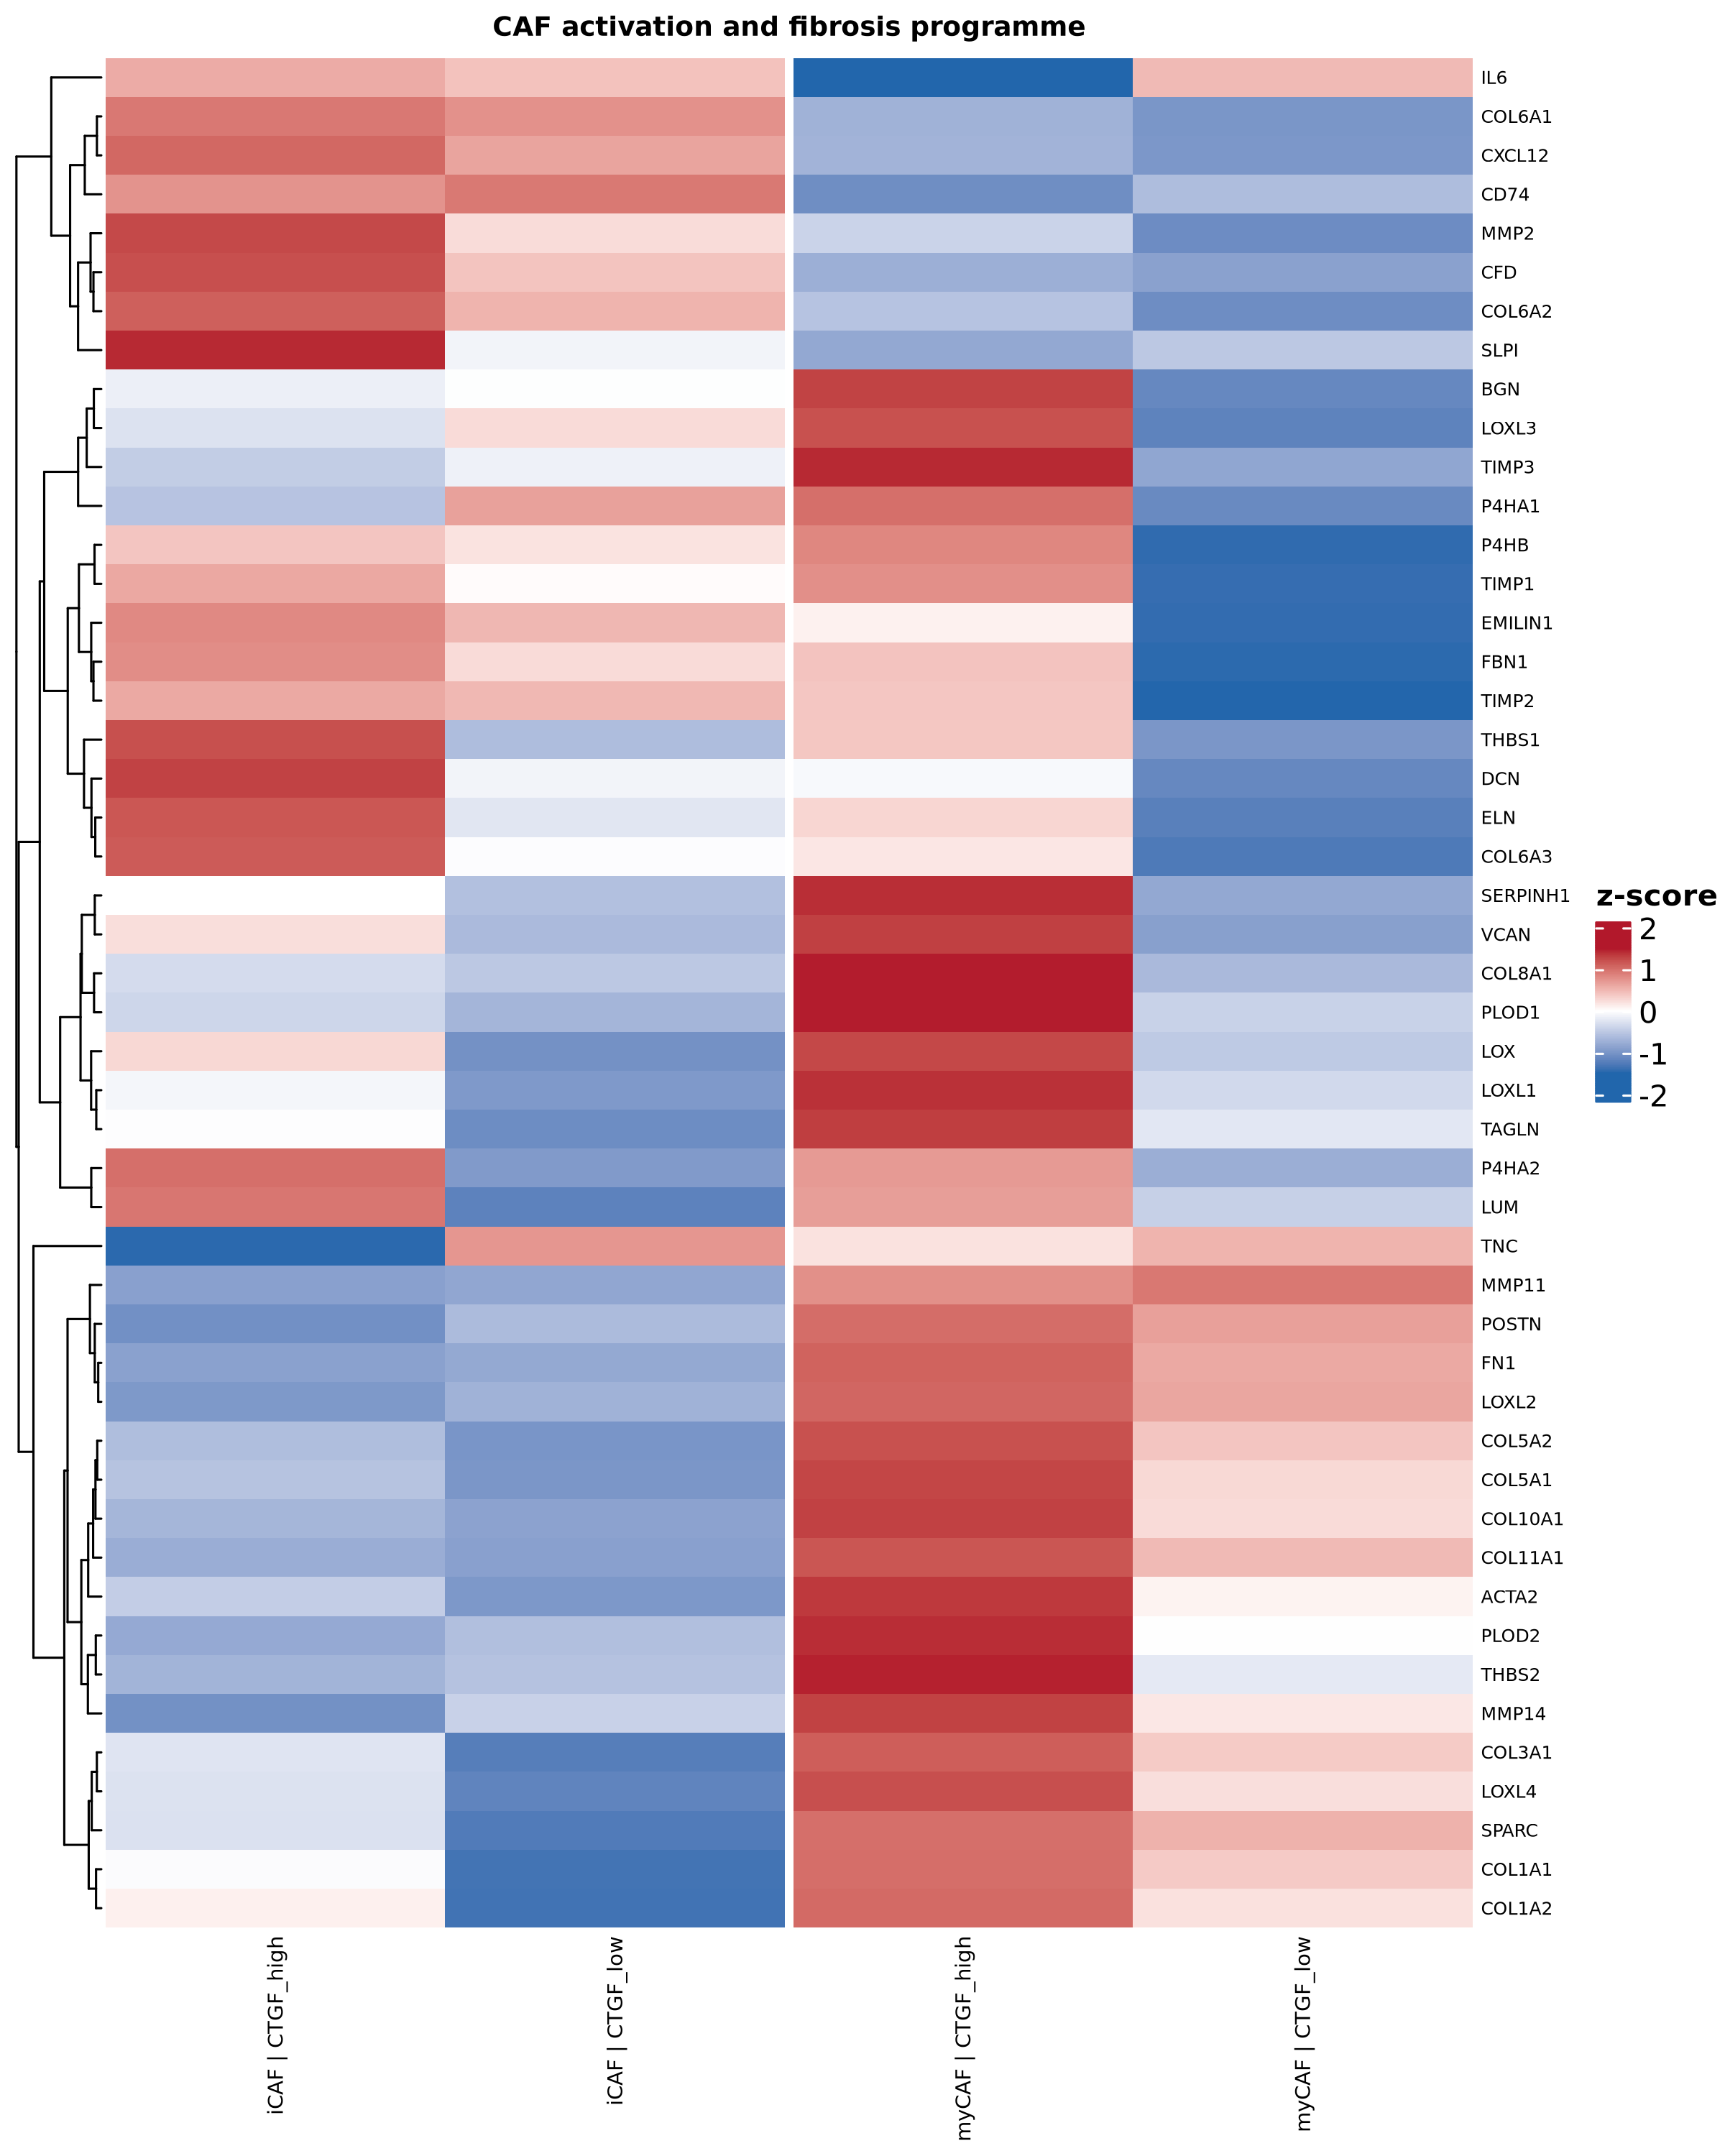 CAF activation and fibrosis programme
IL6
COL6A1
CXCL12
CD74
MMP2
CFD
COL6A2
SLPI
BGN
LOXL3
TIMP3
P4HA1
P4HB
TIMP1
EMILIN1
FBN1
TIMP2
THBS1
DCN
ELN
COL6A3
SERPINH1
VCAN
COL8A1
PLOD1
LOX
LOXL1
TAGLN
P4HA2
LUM
TNC
MMP11
POSTN
FN1
LOXL2
COL5A2
COL5A1
COL10A1
COL11A1
ACTA2
PLOD2
THBS2
MMP14
COL3A1
LOXL4
SPARC
COL1A1
COL1A2
z-score
2
1
0
-1
-2
iCAF | CTGF_high
iCAF | CTGF_low
myCAF | CTGF_high
myCAF | CTGF_low